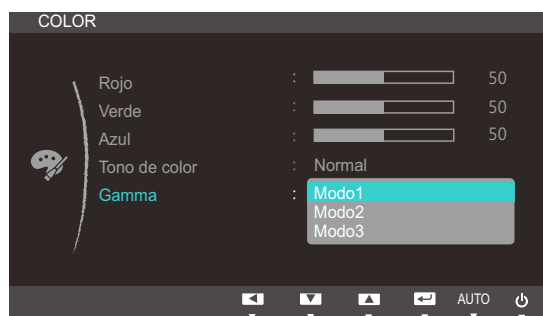 COLOR
Rojo : 50
Verde : 50
Azul : 50
Tono de color : Normal
Gamma : Modo1
Modo2
Modo3
AUTO